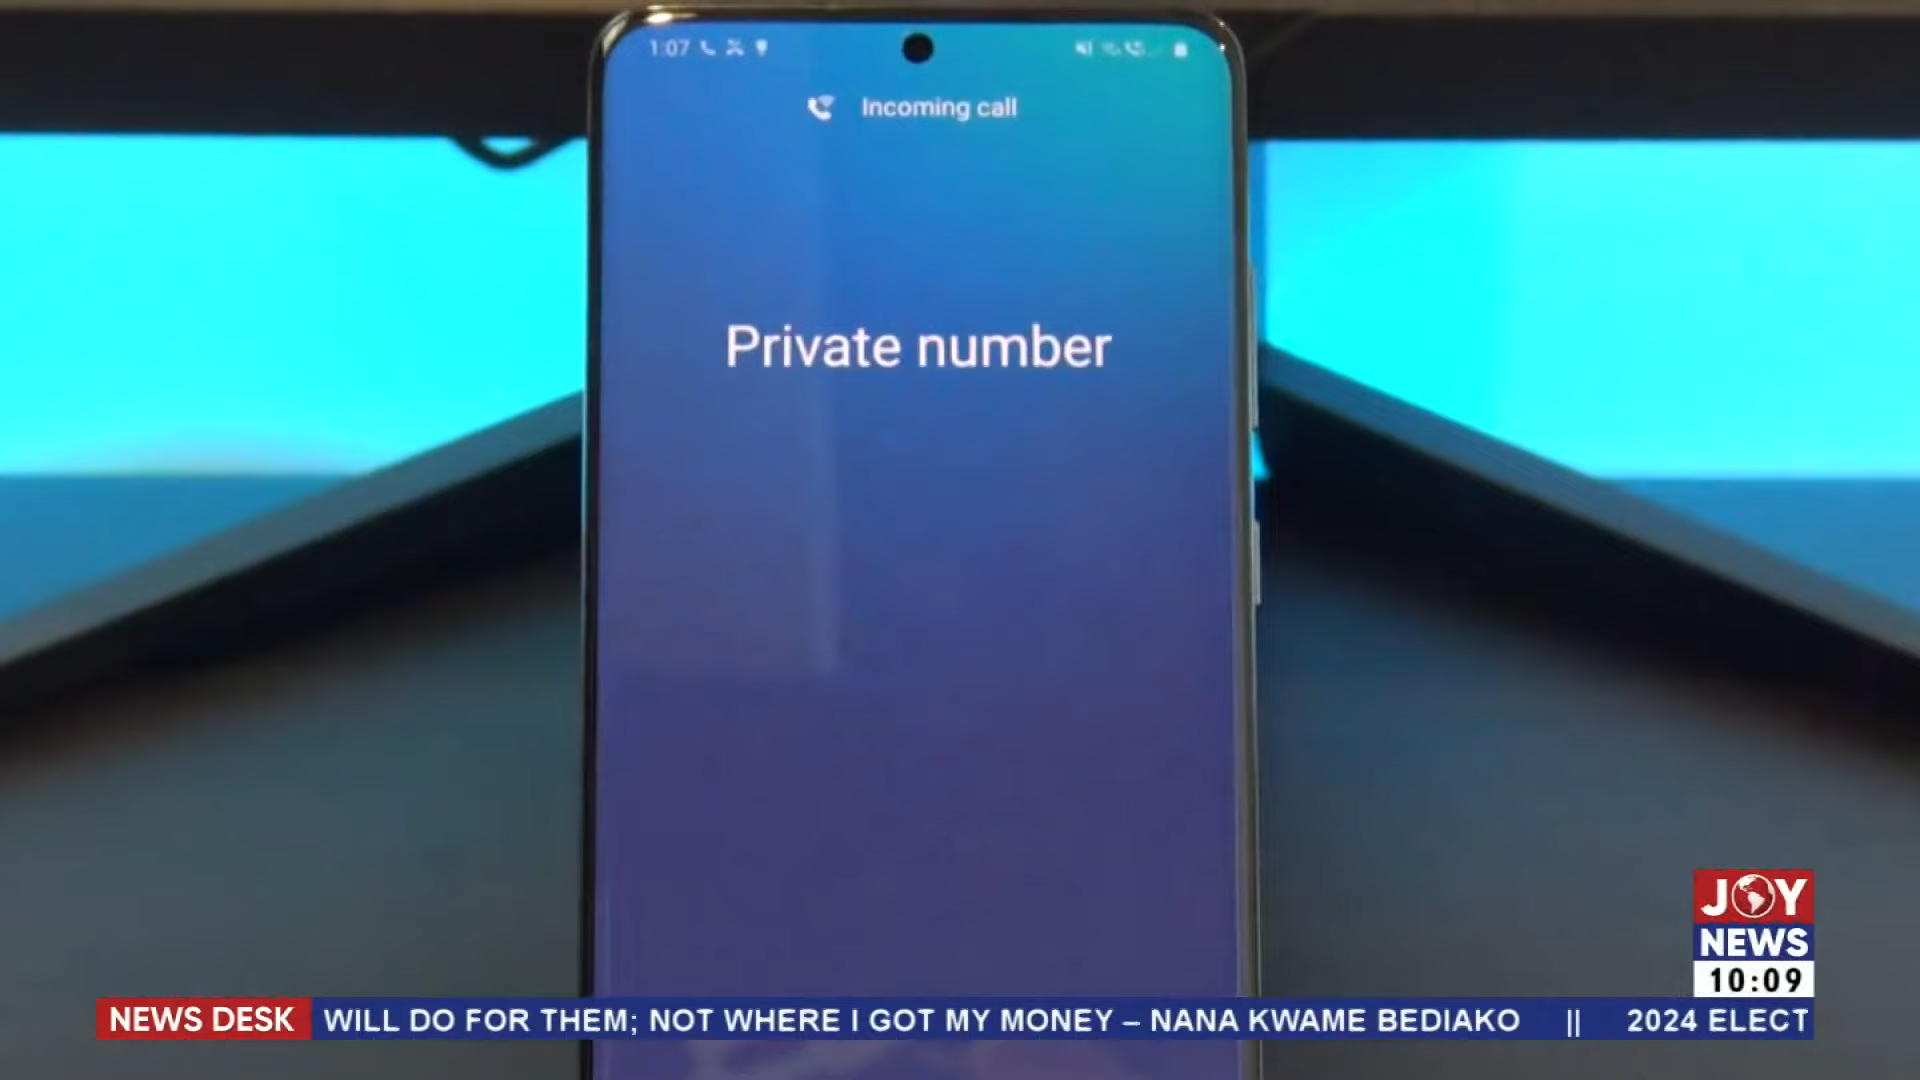 1:07
Incoming call
Private number
JOY
NEWS
10:09
NEWS DESK WILL DO FOR THEM; NOT WHERE I GOT MY MONEY – NANA KWAME BEDIAKO || 2024 ELECT